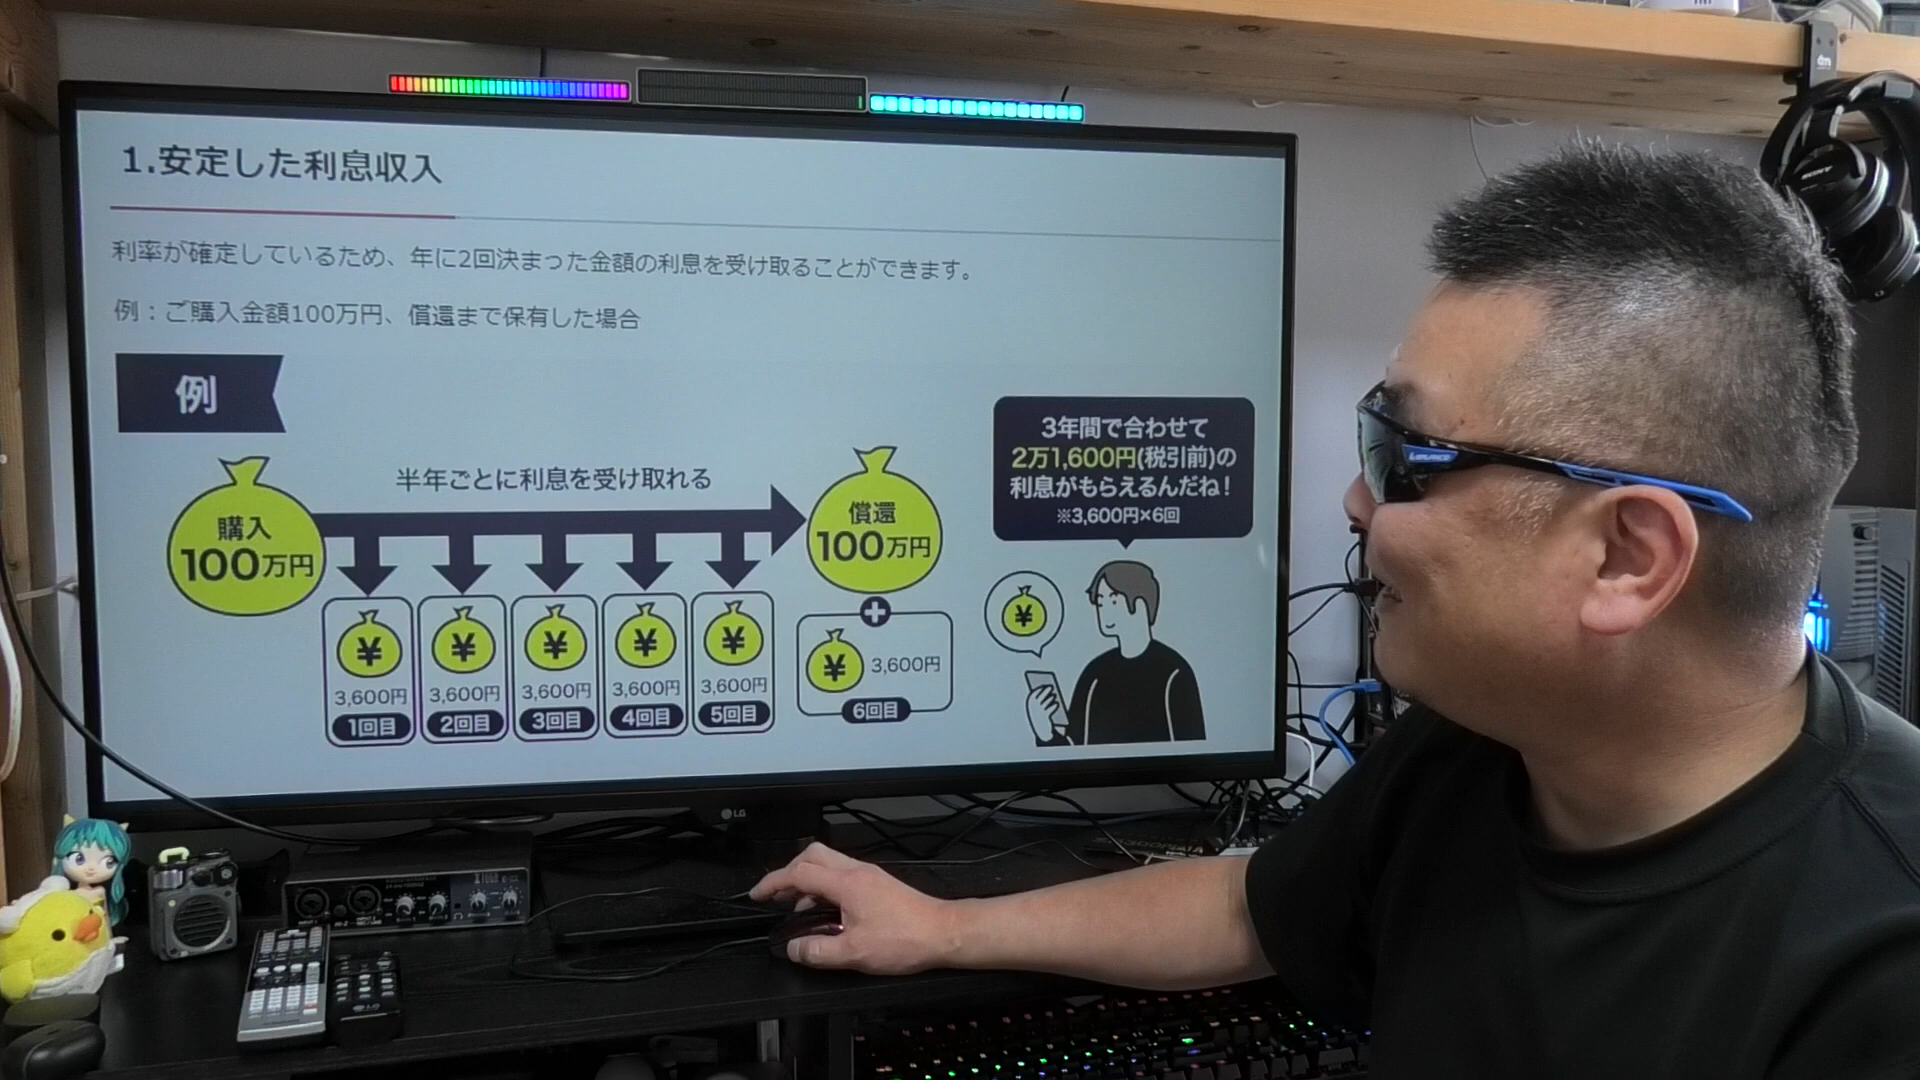 1.安定した利息収入
利率が確定しているため、年に2回決まった金額の利息を受け取ることができます。
例：ご購入金額100万円、償還まで保有した場合
例
半年ごとに利息を受け取れる
購入
100万円
償還
100万円
3年間で合わせて
2万1,600円(税引前)の
利息がもらえるんだね！
※3,600円×6回
¥
¥
¥
¥
¥
¥
¥
3,600円
3,600円
3,600円
3,600円
3,600円
3,600円
1回目
2回目
3回目
4回目
5回目
6回目
LG
SONY